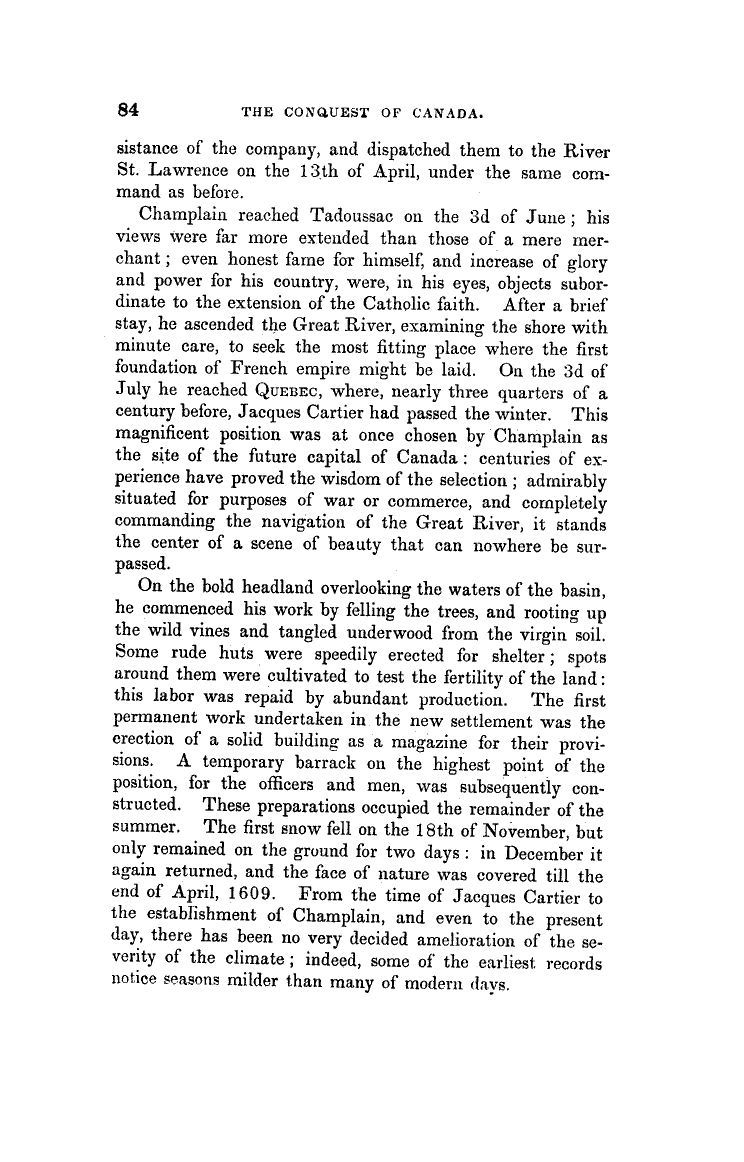 84 THE CONQUEST OF CANADA.
sistance of the company, and dispatched them to the River
St. Lawrence on the 13th of April, under the same com-
mand as before.
Champlain reached Tadoussac on the 3d of June ; his
views were far more extended than those of a mere mer-
chant ; even honest fame for himself, and increase of glory
and power for his country, were, in his eyes, objects subor-
dinate to the extension of the Catholic faith. After a brief
stay, he ascended the Great River, examining the shore with
minute care, to seek the most fitting place where the first
foundation of French empire might be laid. On the 3d of
July he reached QUEBEC, where, nearly three quarters of a
century before, Jacques Cartier had passed the winter. This
magnificent position was at once chosen by Champlain as
the site of the future capital of Canada : centuries of ex-
perience have proved the wisdom of the selection ; admirably
situated for purposes of war or commerce, and completely
commanding the navigation of the Great River, it stands
the center of a scene of beauty that can nowhere be sur-
passed.
On the bold headland overlooking the waters of the basin,
he commenced his work by felling the trees, and rooting up
the wild vines and tangled underwood from the virgin soil.
Some rude huts were speedily erected for shelter ; spots
around them were cultivated to test the fertility of the land :
this labor was repaid by abundant production. The first
permanent work undertaken in the new settlement was the
erection of a solid building as a magazine for their provi-
sions. A temporary barrack on the highest point of the
position, for the officers and men, was subsequently con-
structed. These preparations occupied the remainder of the
summer. The first snow fell on the 18th of November, but
only remained on the ground for two days : in December it
again returned, and the face of nature was covered till the
end of April, 1609. From the time of Jacques Cartier to
the establishment of Champlain, and even to the present
day, there has been no very decided amelioration of the se-
verity of the climate ; indeed, some of the earliest records
notice seasons milder than many of modern days.